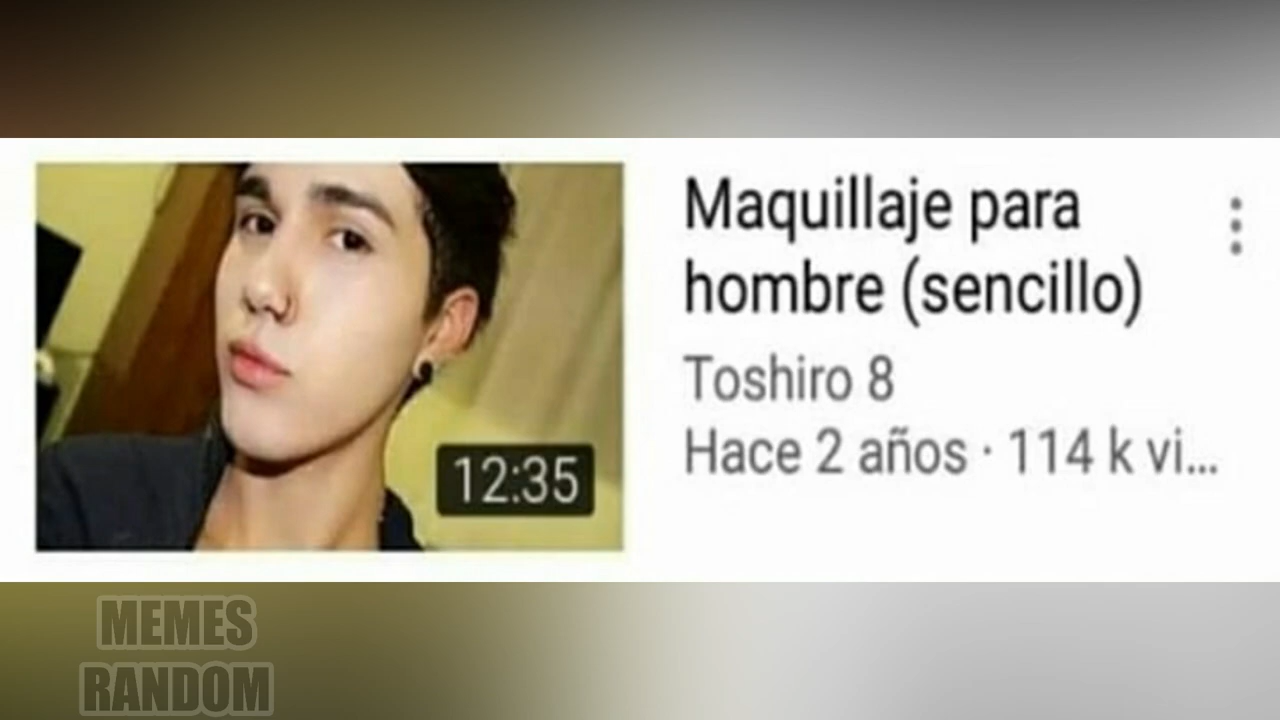 Maquillaje para
hombre (sencillo)
Toshiro 8
Hace 2 años · 114 k vi...
12:35
MEMES
RANDOM